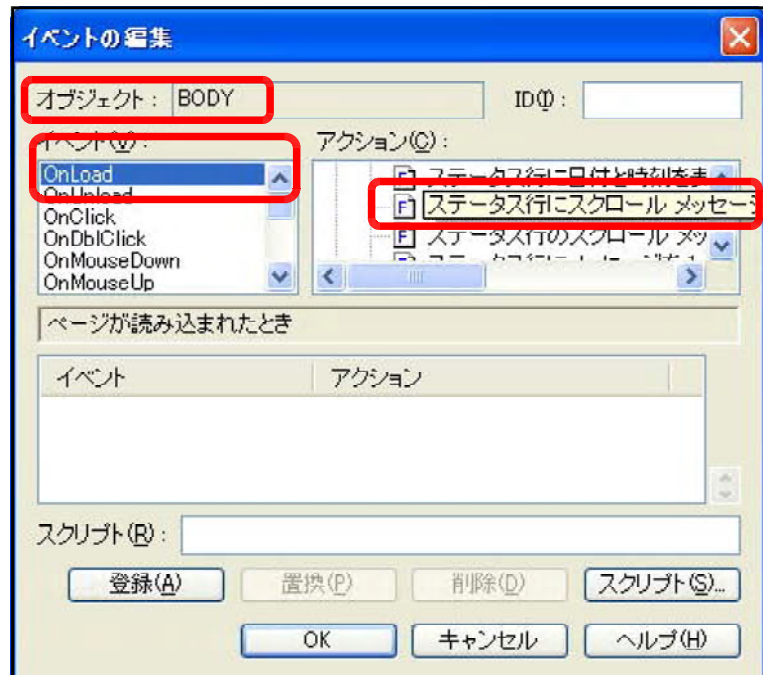 イベントの編集
オブジェクト： BODY
ID(I)：
イベント(V)：
アクション(C)：
OnLoad
OnUnload
OnClick
OnDblClick
OnMouseDown
OnMouseUp
ステータス行に日付と時刻をま
ステータス行にスクロール メッセー
ステータス行のスクロール メッ
ページが読み込まれたとき
イベント
アクション
スクリプト(R)：
登録(A)
置換(P)
削除(D)
スクリプト(S)...
OK
キャンセル
ヘルプ(H)